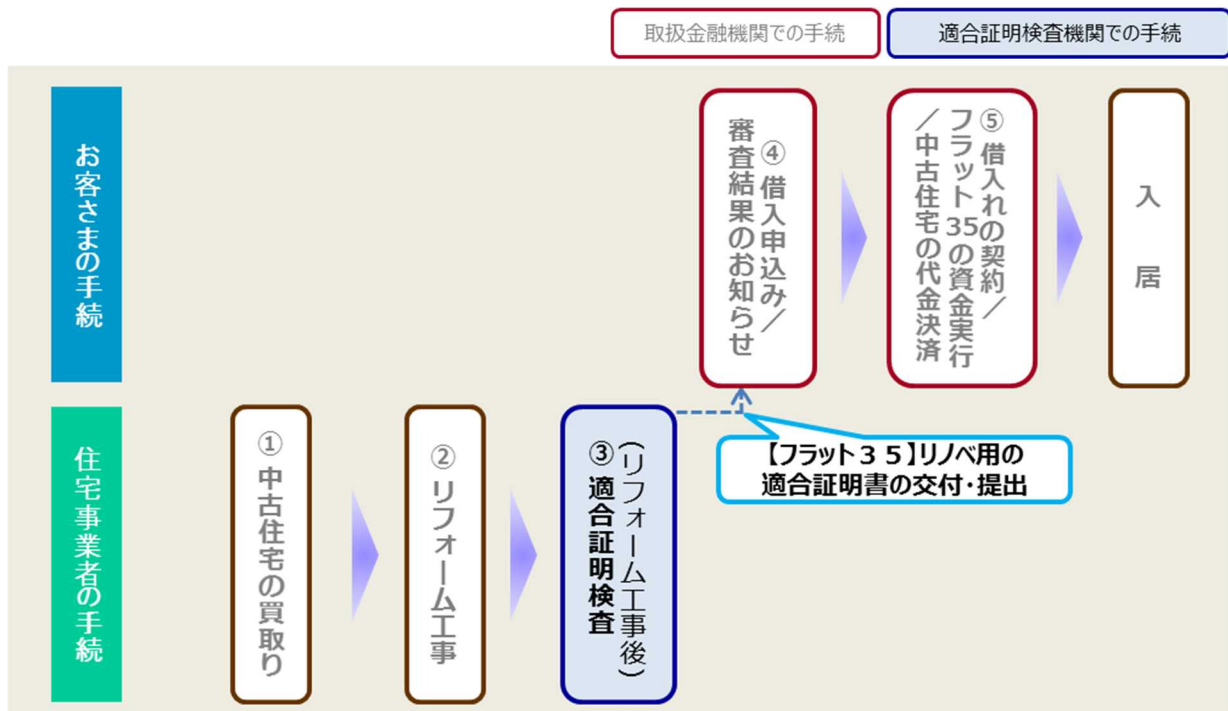 取扱金融機関での手続
適合証明検査機関での手続
お客さまの手続
④ 借入申込み/
審査結果のお知らせ
⑤ 借入れの契約/
フラット35の資金実行
/中古住宅の代金決済
入居
住宅事業者の手続
① 中古住宅の買取り
② リフォーム工事
(リフォーム工事後)
③ 適合証明検査
【フラット35】リノベ用の
適合証明書の交付・提出